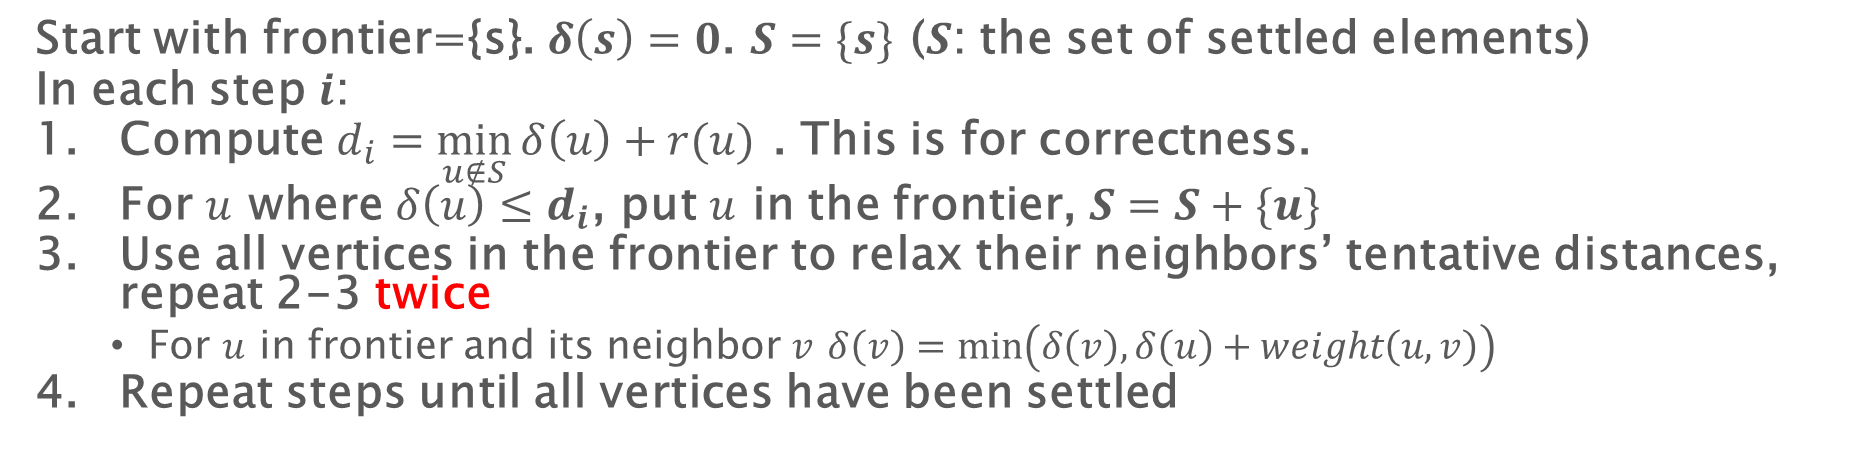 Start with frontier={s}. δ(s) = 0. S = {s} (S: the set of settled elements)
In each step i:
1. Compute dᵢ = min δ(u) + r(u) . This is for correctness.
u∉S
2. For u where δ(u) ≤ dᵢ, put u in the frontier, S = S + {u}
3. Use all vertices in the frontier to relax their neighbors’ tentative distances,
repeat 2–3 twice
• For u in frontier and its neighbor v δ(v) = min(δ(v), δ(u) + weight(u, v))
4. Repeat steps until all vertices have been settled